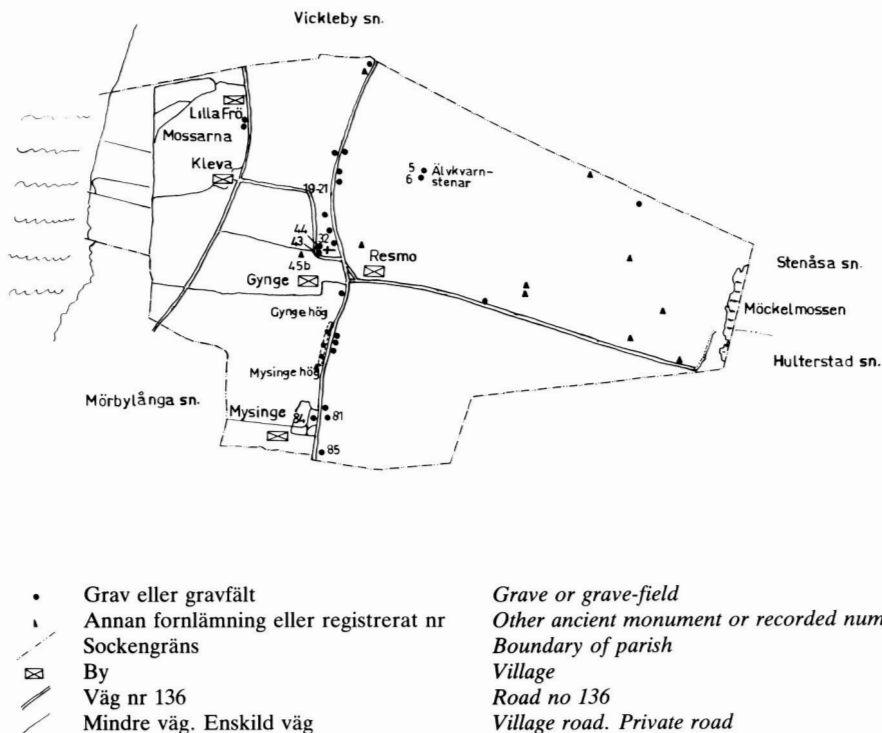 Vickleby sn.
Lilla Frö
Mossarna
Kleva
19-21
5 Älvkvarn-
6 stenar
44
43 32
45b
Resmo
Gynge
Stenåsa sn.
Möckelmossen
Gynge hög
Hulterstad sn.
Mysinge hög
Mörbylånga sn.
Mysinge
84 81
85
Grav eller gravfält Grave or grave-field
Annan fornlämning eller registrerat nr Other ancient monument or recorded num
Sockengräns Boundary of parish
By Village
Väg nr 136 Road no 136
Mindre väg. Enskild väg Village road. Private road